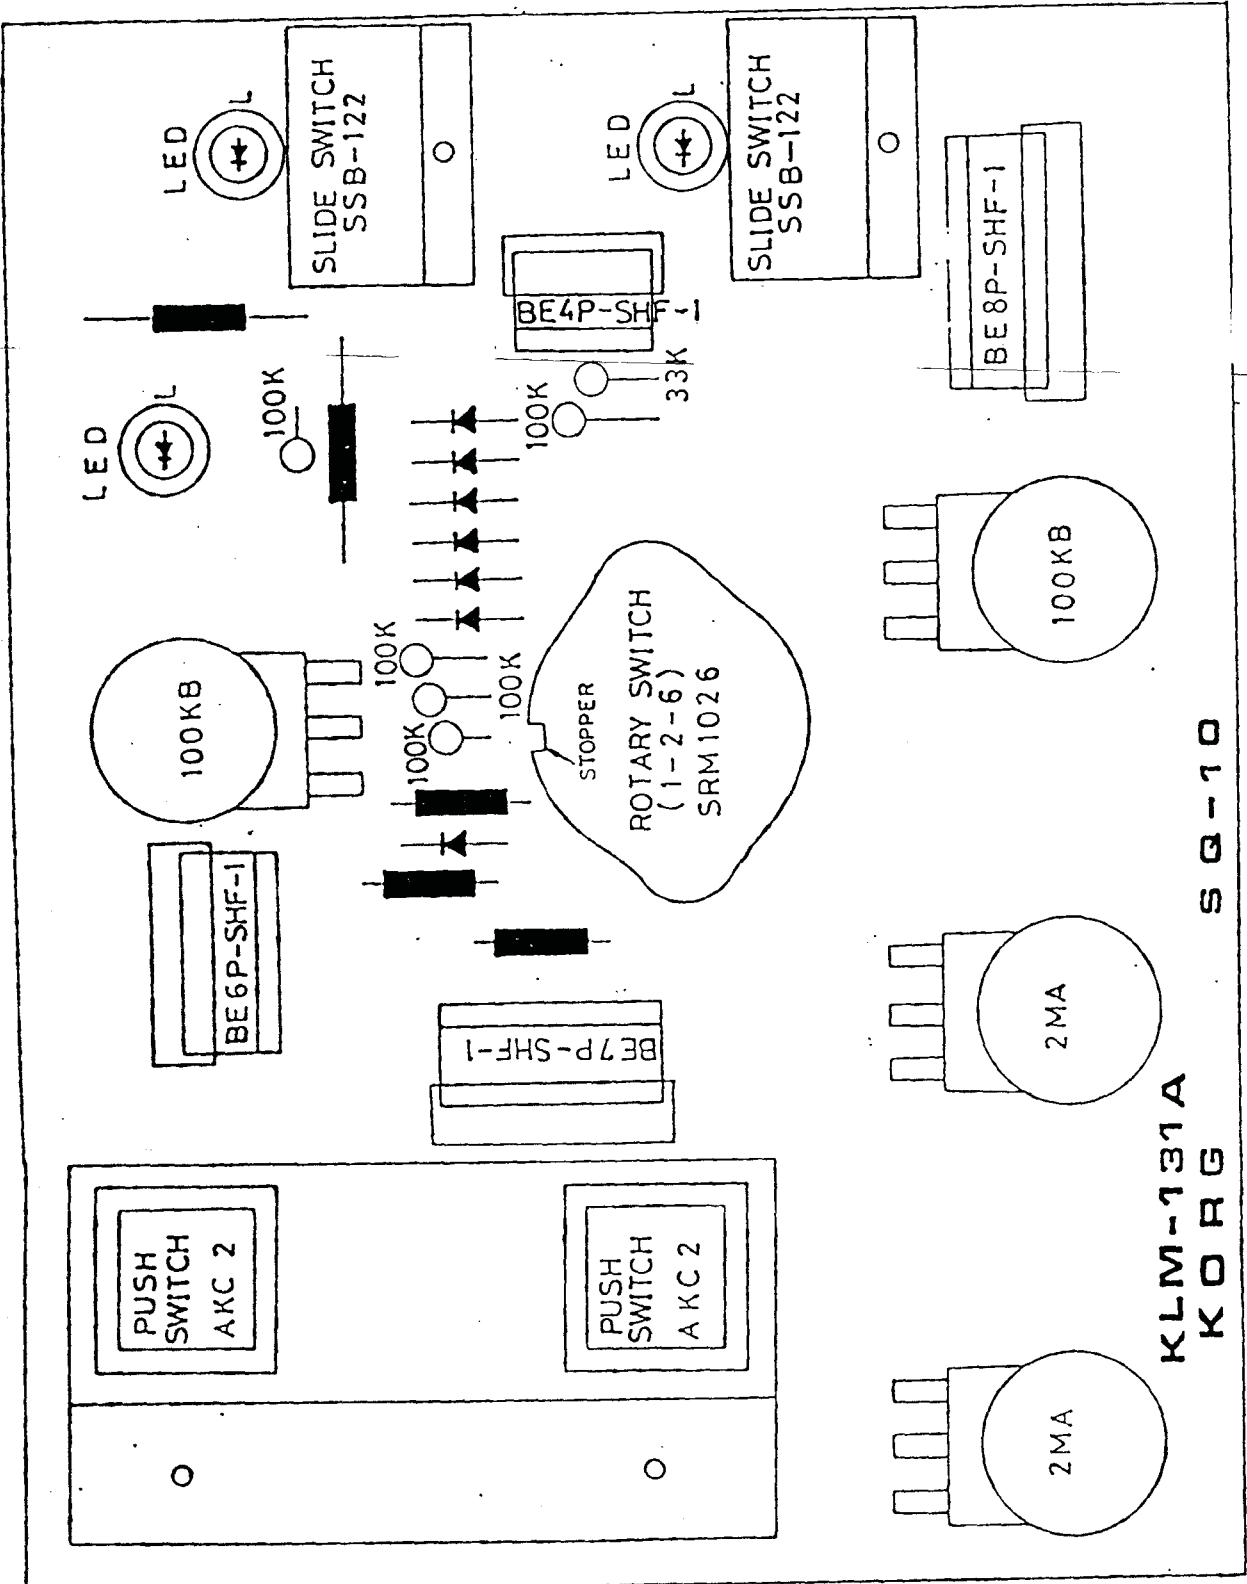 LED
L
SLIDE SWITCH
SSB-122
LED
L
SLIDE SWITCH
SSB-122
BE4P-SHF-1
BE8P-SHF-1
LED
L
100K
100K
33K
100KB
100K
100K
100K
STOPPER
ROTARY SWITCH
(1-2-6)
SRM1026
100KB
BE6P-SHF-1
BE7P-SHF-1
2MA
PUSH
SWITCH
AKC 2
PUSH
SWITCH
AKC 2
2MA
KLM-131A
KORG SQ-10